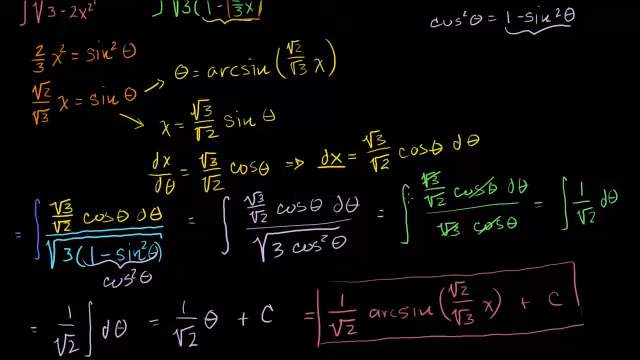 ∫√3-2x² ∫√3(1-⅔x) cos²θ = 1-sin²θ
2/3 x² = sin²θ
√2/√3 x = sinθ → θ = arcsin(√2/√3 x)
→ x = √3/√2 sinθ
dx/dθ = √3/√2 cosθ ⇒ dx = √3/√2 cosθ dθ
= ∫ (√3/√2 cosθ dθ)/√3(1-sin²θ) = ∫ (√3/√2 cosθ dθ)/√3cos²θ = ∫ (√3/√2 cosθ dθ)/(√3 cosθ) = ∫ 1/√2 dθ
cos²θ
= 1/√2 ∫ dθ = 1/√2 θ + C = 1/√2 arcsin(√2/√3 x) + C